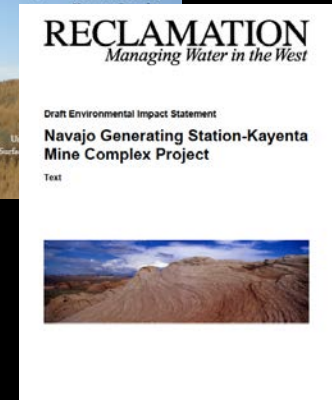 RECLAMATION
Managing Water in the West
Draft Environmental Impact Statement
Navajo Generating Station-Kayenta
Mine Complex Project
Text